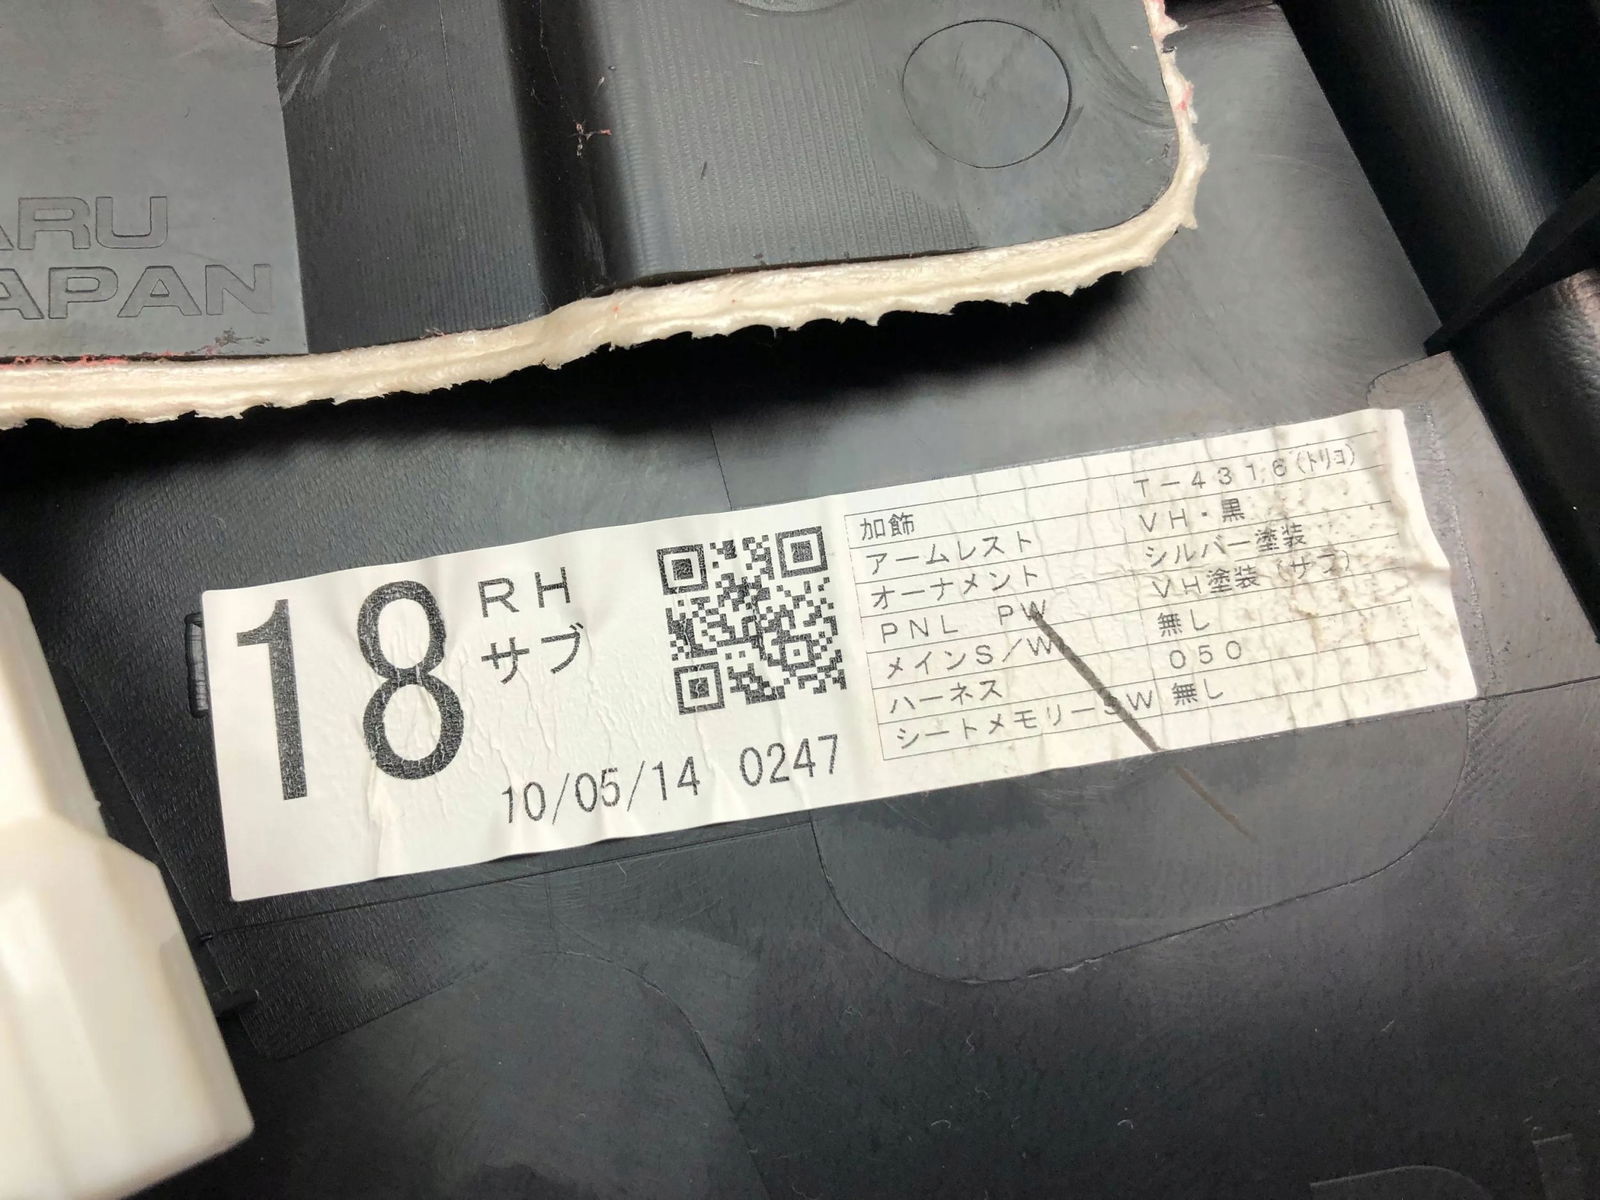 ARU
APAN
18
RH
サブ
10/05/14 0247
加飾 T-4316(トリヨ)
アームレスト VH・黒
オーナメント シルバー塗装
PNL PW VH塗装(サブ)
メインS/W 無し
ハーネス 050
シートメモリーSW 無し